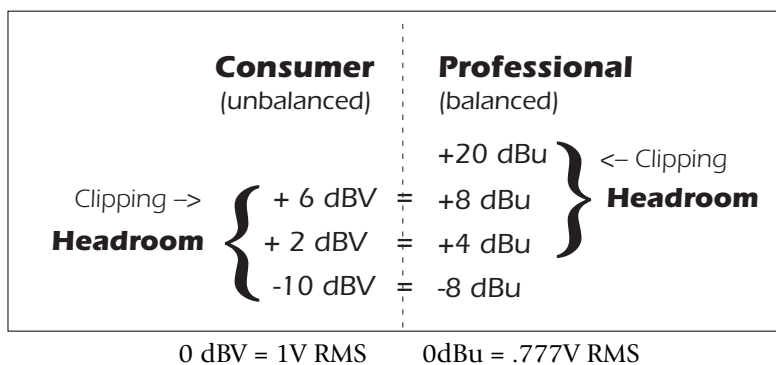 Consumer Professional
(unbalanced) (balanced)
+20 dBu <– Clipping
Clipping –> + 6 dBV = +8 dBu Headroom
Headroom + 2 dBV = +4 dBu
-10 dBV = -8 dBu
0 dBV = 1V RMS 0dBu = .777V RMS